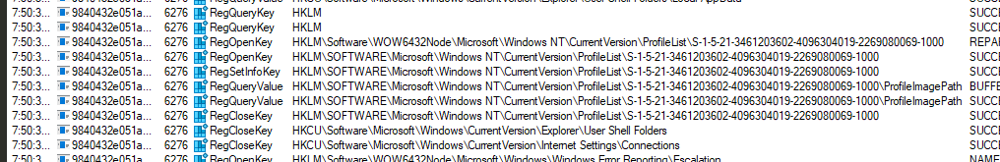 7:50:3... 9840432e051a... 6276 RegQueryKey HKLM SUCCE
7:50:3... 9840432e051a... 6276 RegQueryKey HKLM SUCCE
7:50:3... 9840432e051a... 6276 RegOpenKey HKLM\Software\WOW6432Node\Microsoft\Windows NT\CurrentVersion\ProfileList\S-1-5-21-3461203602-4096304019-2269080069-1000 REPAR
7:50:3... 9840432e051a... 6276 RegOpenKey HKLM\SOFTWARE\Microsoft\Windows NT\CurrentVersion\ProfileList\S-1-5-21-3461203602-4096304019-2269080069-1000 SUCCE
7:50:3... 9840432e051a... 6276 RegSetInfoKey HKLM\SOFTWARE\Microsoft\Windows NT\CurrentVersion\ProfileList\S-1-5-21-3461203602-4096304019-2269080069-1000 SUCCE
7:50:3... 9840432e051a... 6276 RegQueryValue HKLM\SOFTWARE\Microsoft\Windows NT\CurrentVersion\ProfileList\S-1-5-21-3461203602-4096304019-2269080069-1000\ProfileImagePath BUFFE
7:50:3... 9840432e051a... 6276 RegQueryValue HKLM\SOFTWARE\Microsoft\Windows NT\CurrentVersion\ProfileList\S-1-5-21-3461203602-4096304019-2269080069-1000\ProfileImagePath SUCCE
7:50:3... 9840432e051a... 6276 RegCloseKey HKLM\SOFTWARE\Microsoft\Windows NT\CurrentVersion\ProfileList\S-1-5-21-3461203602-4096304019-2269080069-1000 SUCCE
7:50:3... 9840432e051a... 6276 RegCloseKey HKCU\Software\Microsoft\Windows\CurrentVersion\Explorer\User Shell Folders SUCCE
7:50:3... 9840432e051a... 6276 RegCloseKey HKCU\Software\Microsoft\Windows\CurrentVersion\Internet Settings\Connections SUCCE
7:50:3... 9840432e051a... 6276 RegOpenKey HKLM\Software\WOW6432Node\Microsoft\Windows\Windows Error Reporting\Escalation NAME